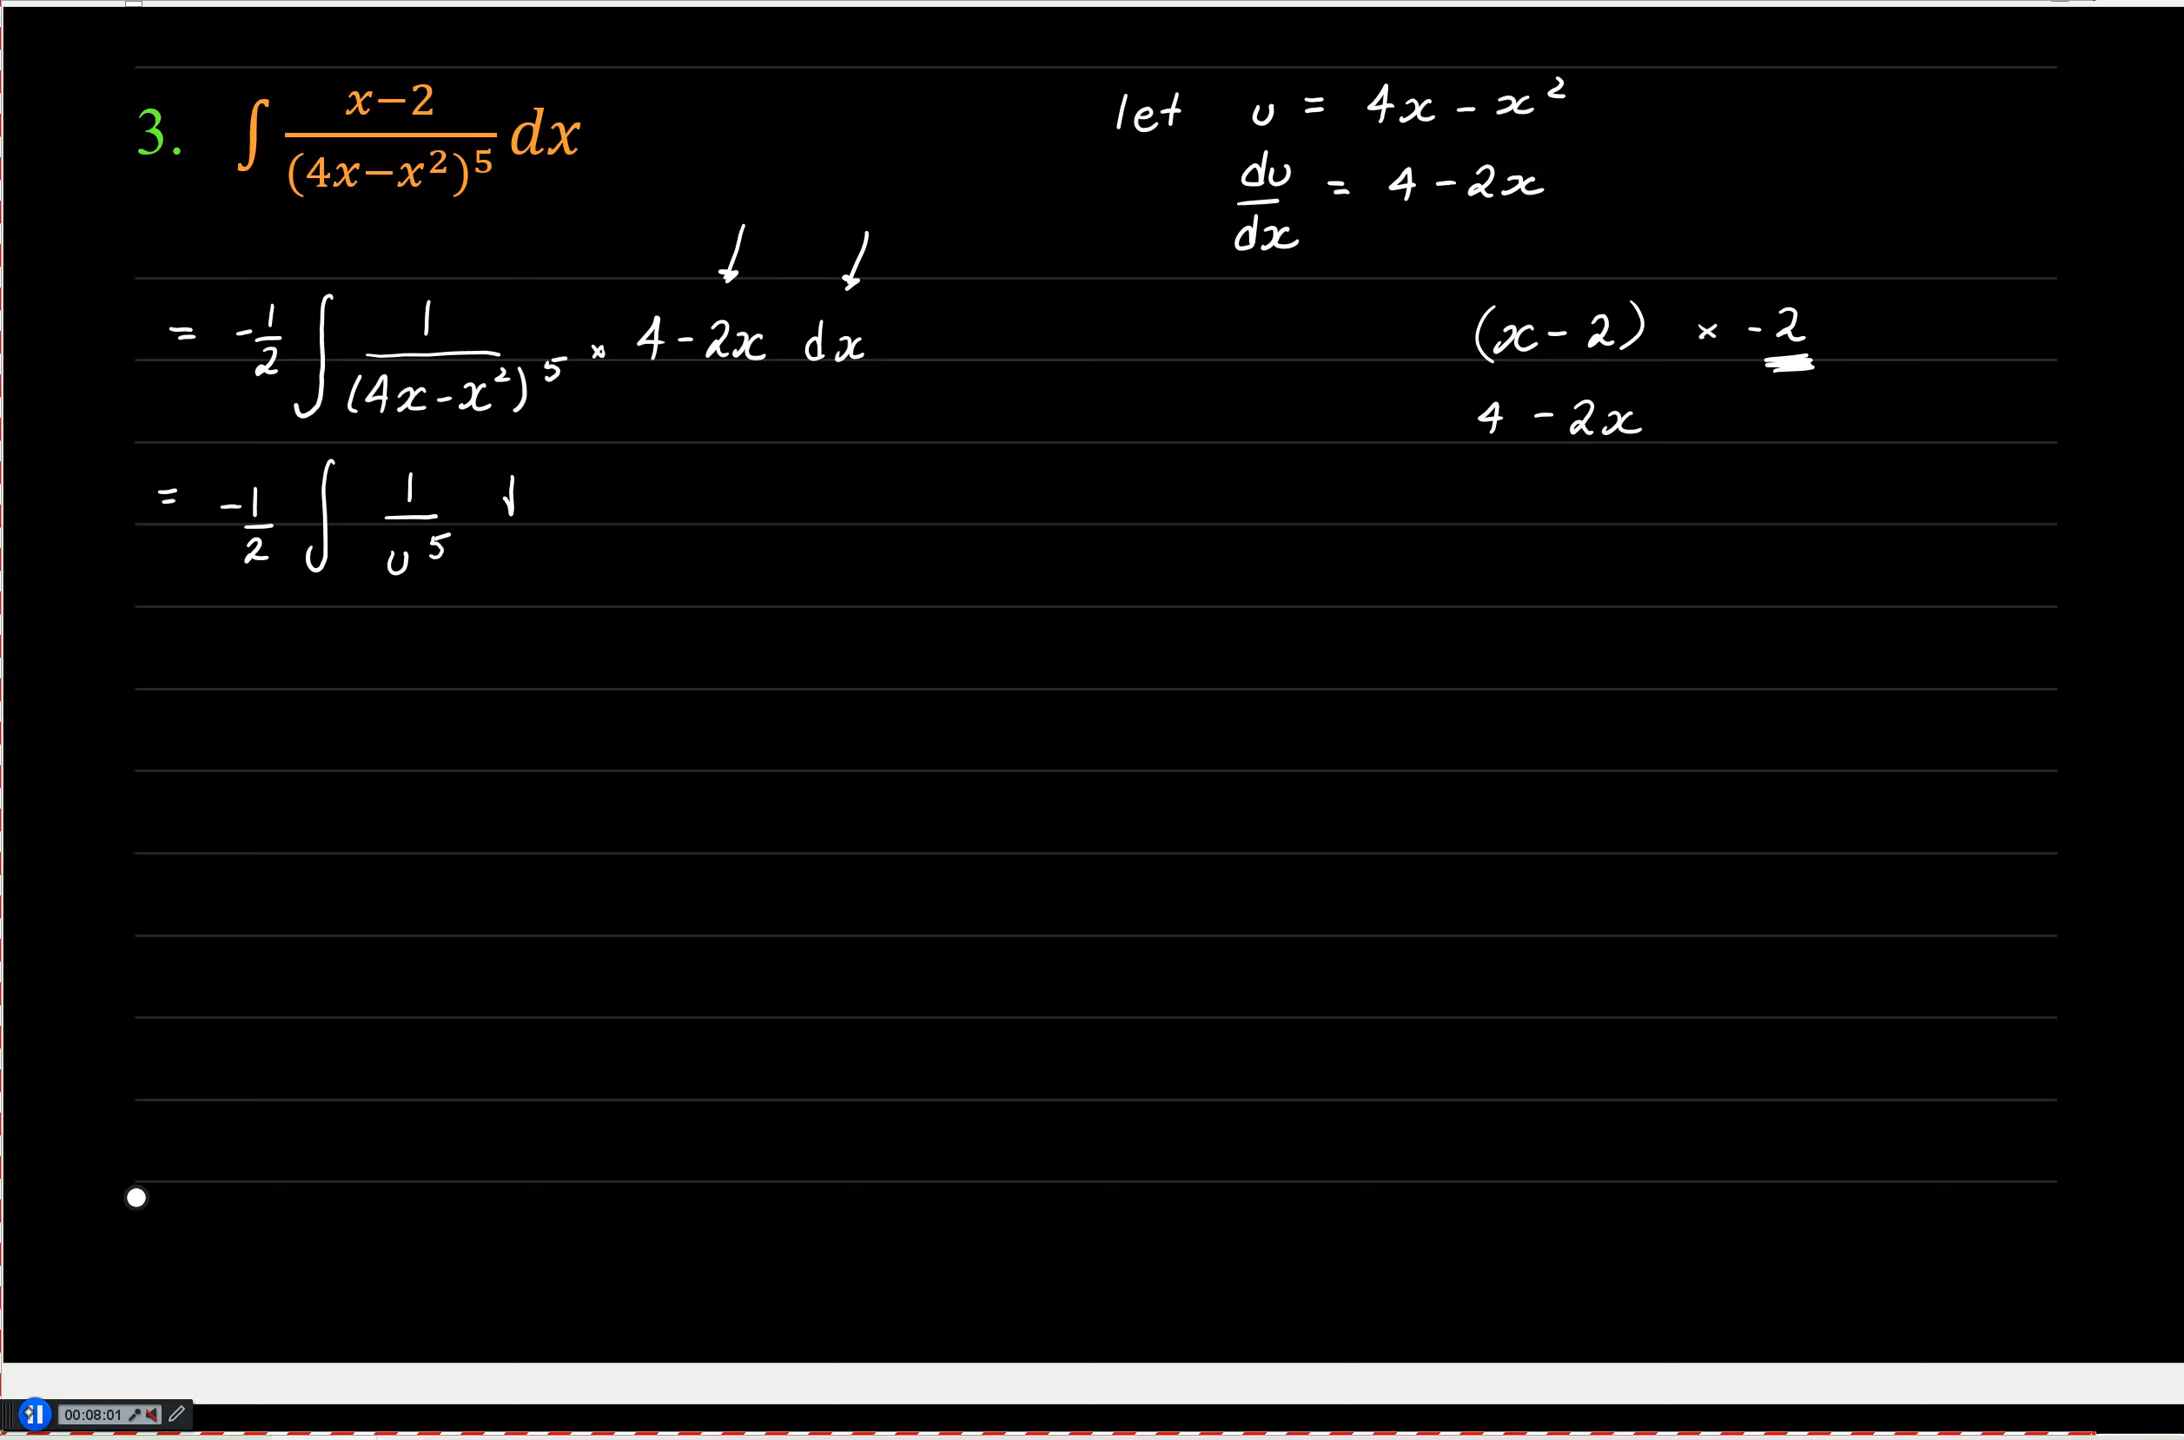 3. ∫ (x−2)/(4x−x²)⁵ dx
let u = 4x - x²
du/dx = 4 - 2x
= -1/2 ∫ 1/(4x-x²)⁵ × 4-2x dx
(x-2) × -2
4 - 2x
= -1/2 ∫ 1/u⁵
00:08:01